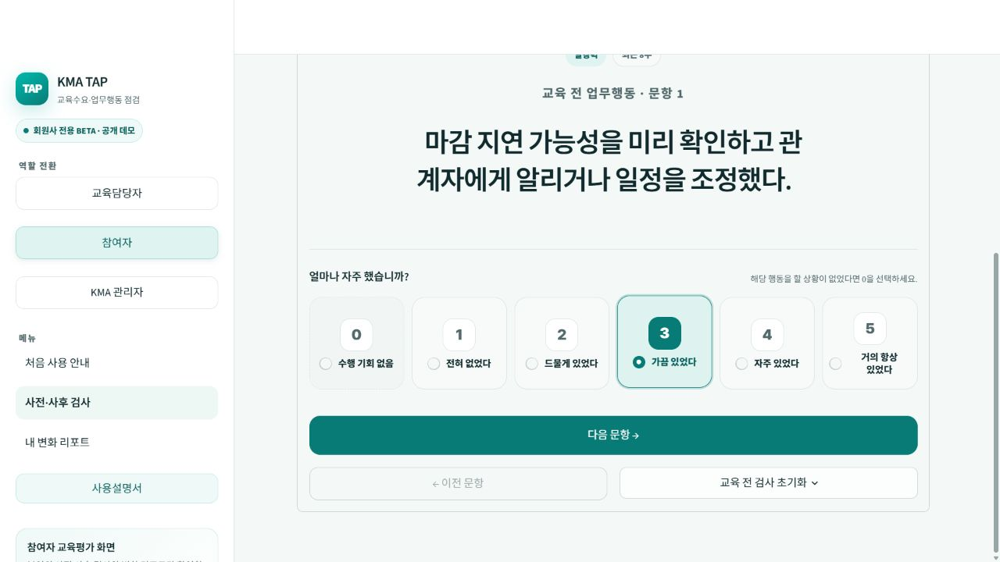 TAP
KMA TAP
교육수요·업무행동 점검
회원사 전용 BETA · 공개 데모
역할 전환
교육담당자
참여자
KMA 관리자
메뉴
처음 사용 안내
사전·사후 검사
내 변화 리포트
사용설명서
참여자 교육평가 화면
교육 전 업무행동 · 문항 1
마감 지연 가능성을 미리 확인하고 관
계자에게 알리거나 일정을 조정했다.
얼마나 자주 했습니까?
해당 행동을 할 상황이 없었다면 0을 선택하세요.
0
수행 기회 없음
1
전혀 없었다
2
드물게 있었다
3
가끔 있었다
4
자주 있었다
5
거의 항상
있었다
다음 문항 →
← 이전 문항
교육 전 검사 초기화